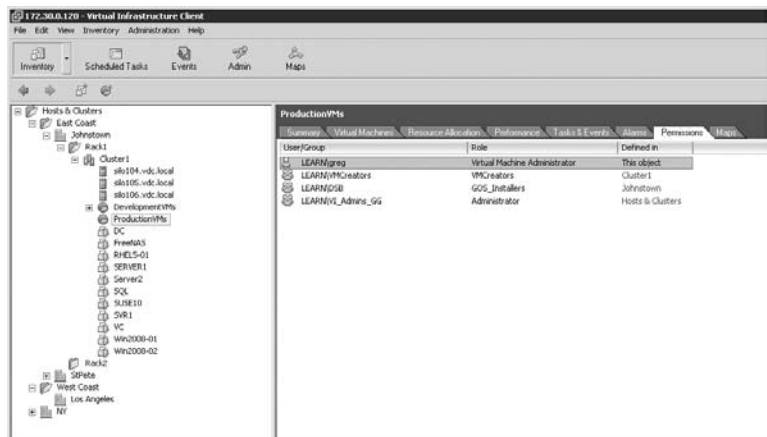 172.30.0.120 - Virtual Infrastructure Client
File Edit View Inventory Administration Help
Inventory Scheduled Tasks Events Admin Maps
Hosts & Clusters
East Coast
Johnstown
Rack1
Cluster1
silo104.vdc.local
silo105.vdc.local
silo106.vdc.local
DevelopmentVMs
ProductionVMs
DC
FreeNAS
RHEL5-01
SERVER1
Server2
SQL
SUSE10
SVR1
VC
Win2008-01
Win2008-02
Rack2
StPete
West Coast
Los Angeles
NY
ProductionVMs
Summary Virtual Machines Resource Allocation Performance Tasks & Events Alarms Permissions Maps
User/Group Role Defined in
LEARN\greg Virtual Machine Administrator This object
LEARN\VMCreators VMCreators Cluster1
LEARN\DSB GOS_Installers Johnstown
LEARN\VI_Admins_GG Administrator Hosts & Clusters